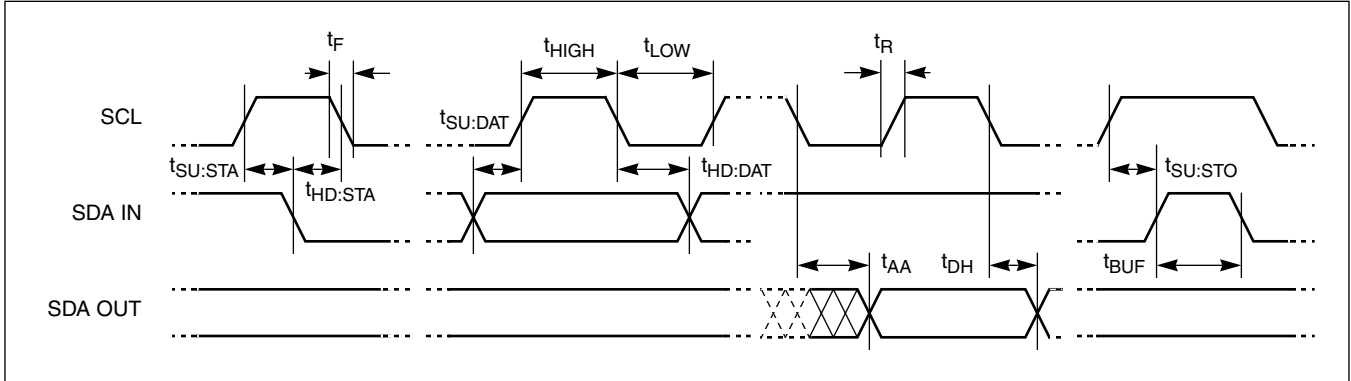 tF
tHIGH
tLOW
tR
SCL
tSU:DAT
tSU:STA
tHD:STA
tHD:DAT
tSU:STO
SDA IN
tAA
tDH
tBUF
SDA OUT